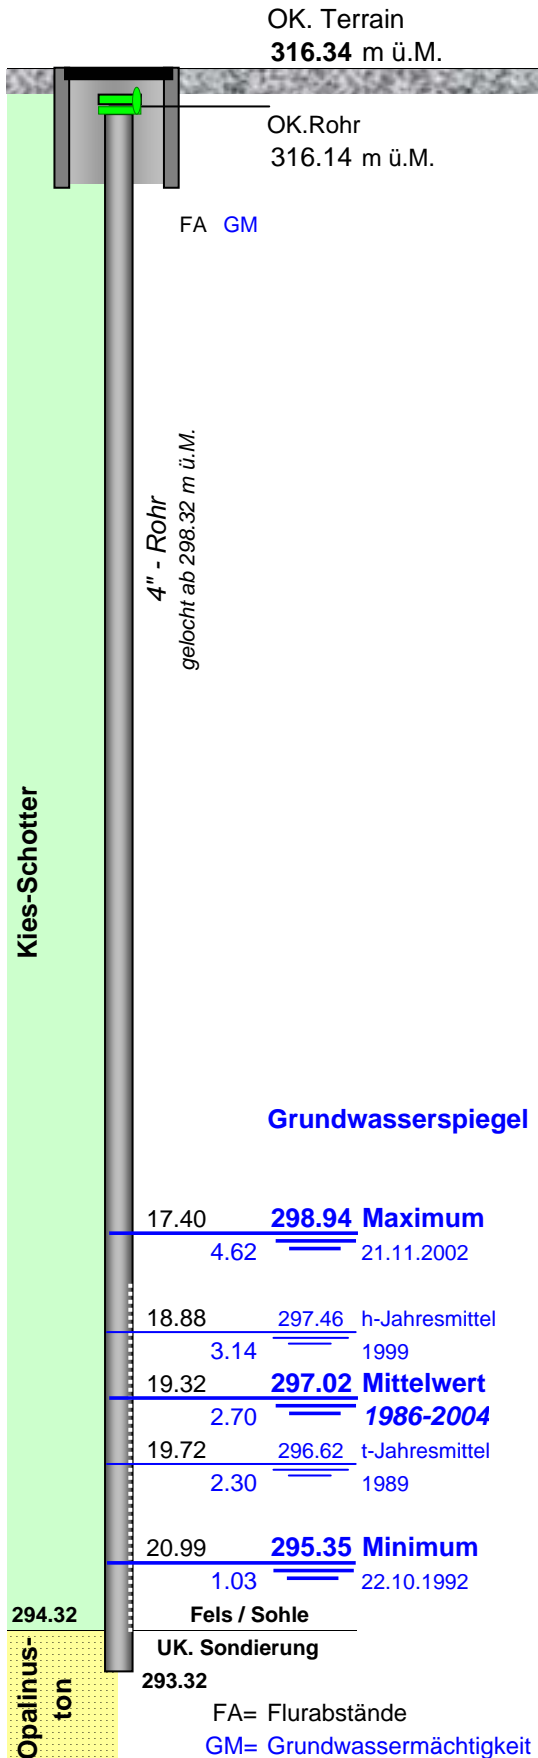 OK. Terrain
316.34 m ü.M.
OK.Rohr
316.14 m ü.M.
FA GM
4" - Rohr
gelocht ab 298.32 m ü.M.
Kies-Schotter
Grundwasserspiegel
17.40 298.94 Maximum
4.62 21.11.2002
18.88 297.46 h-Jahresmittel
3.14 1999
19.32 297.02 Mittelwert
2.70 1986-2004
19.72 296.62 t-Jahresmittel
2.30 1989
20.99 295.35 Minimum
1.03 22.10.1992
294.32 Fels / Sohle
UK. Sondierung
293.32
Opalinus-
ton
FA= Flurabstände
GM= Grundwassermächtigkeit